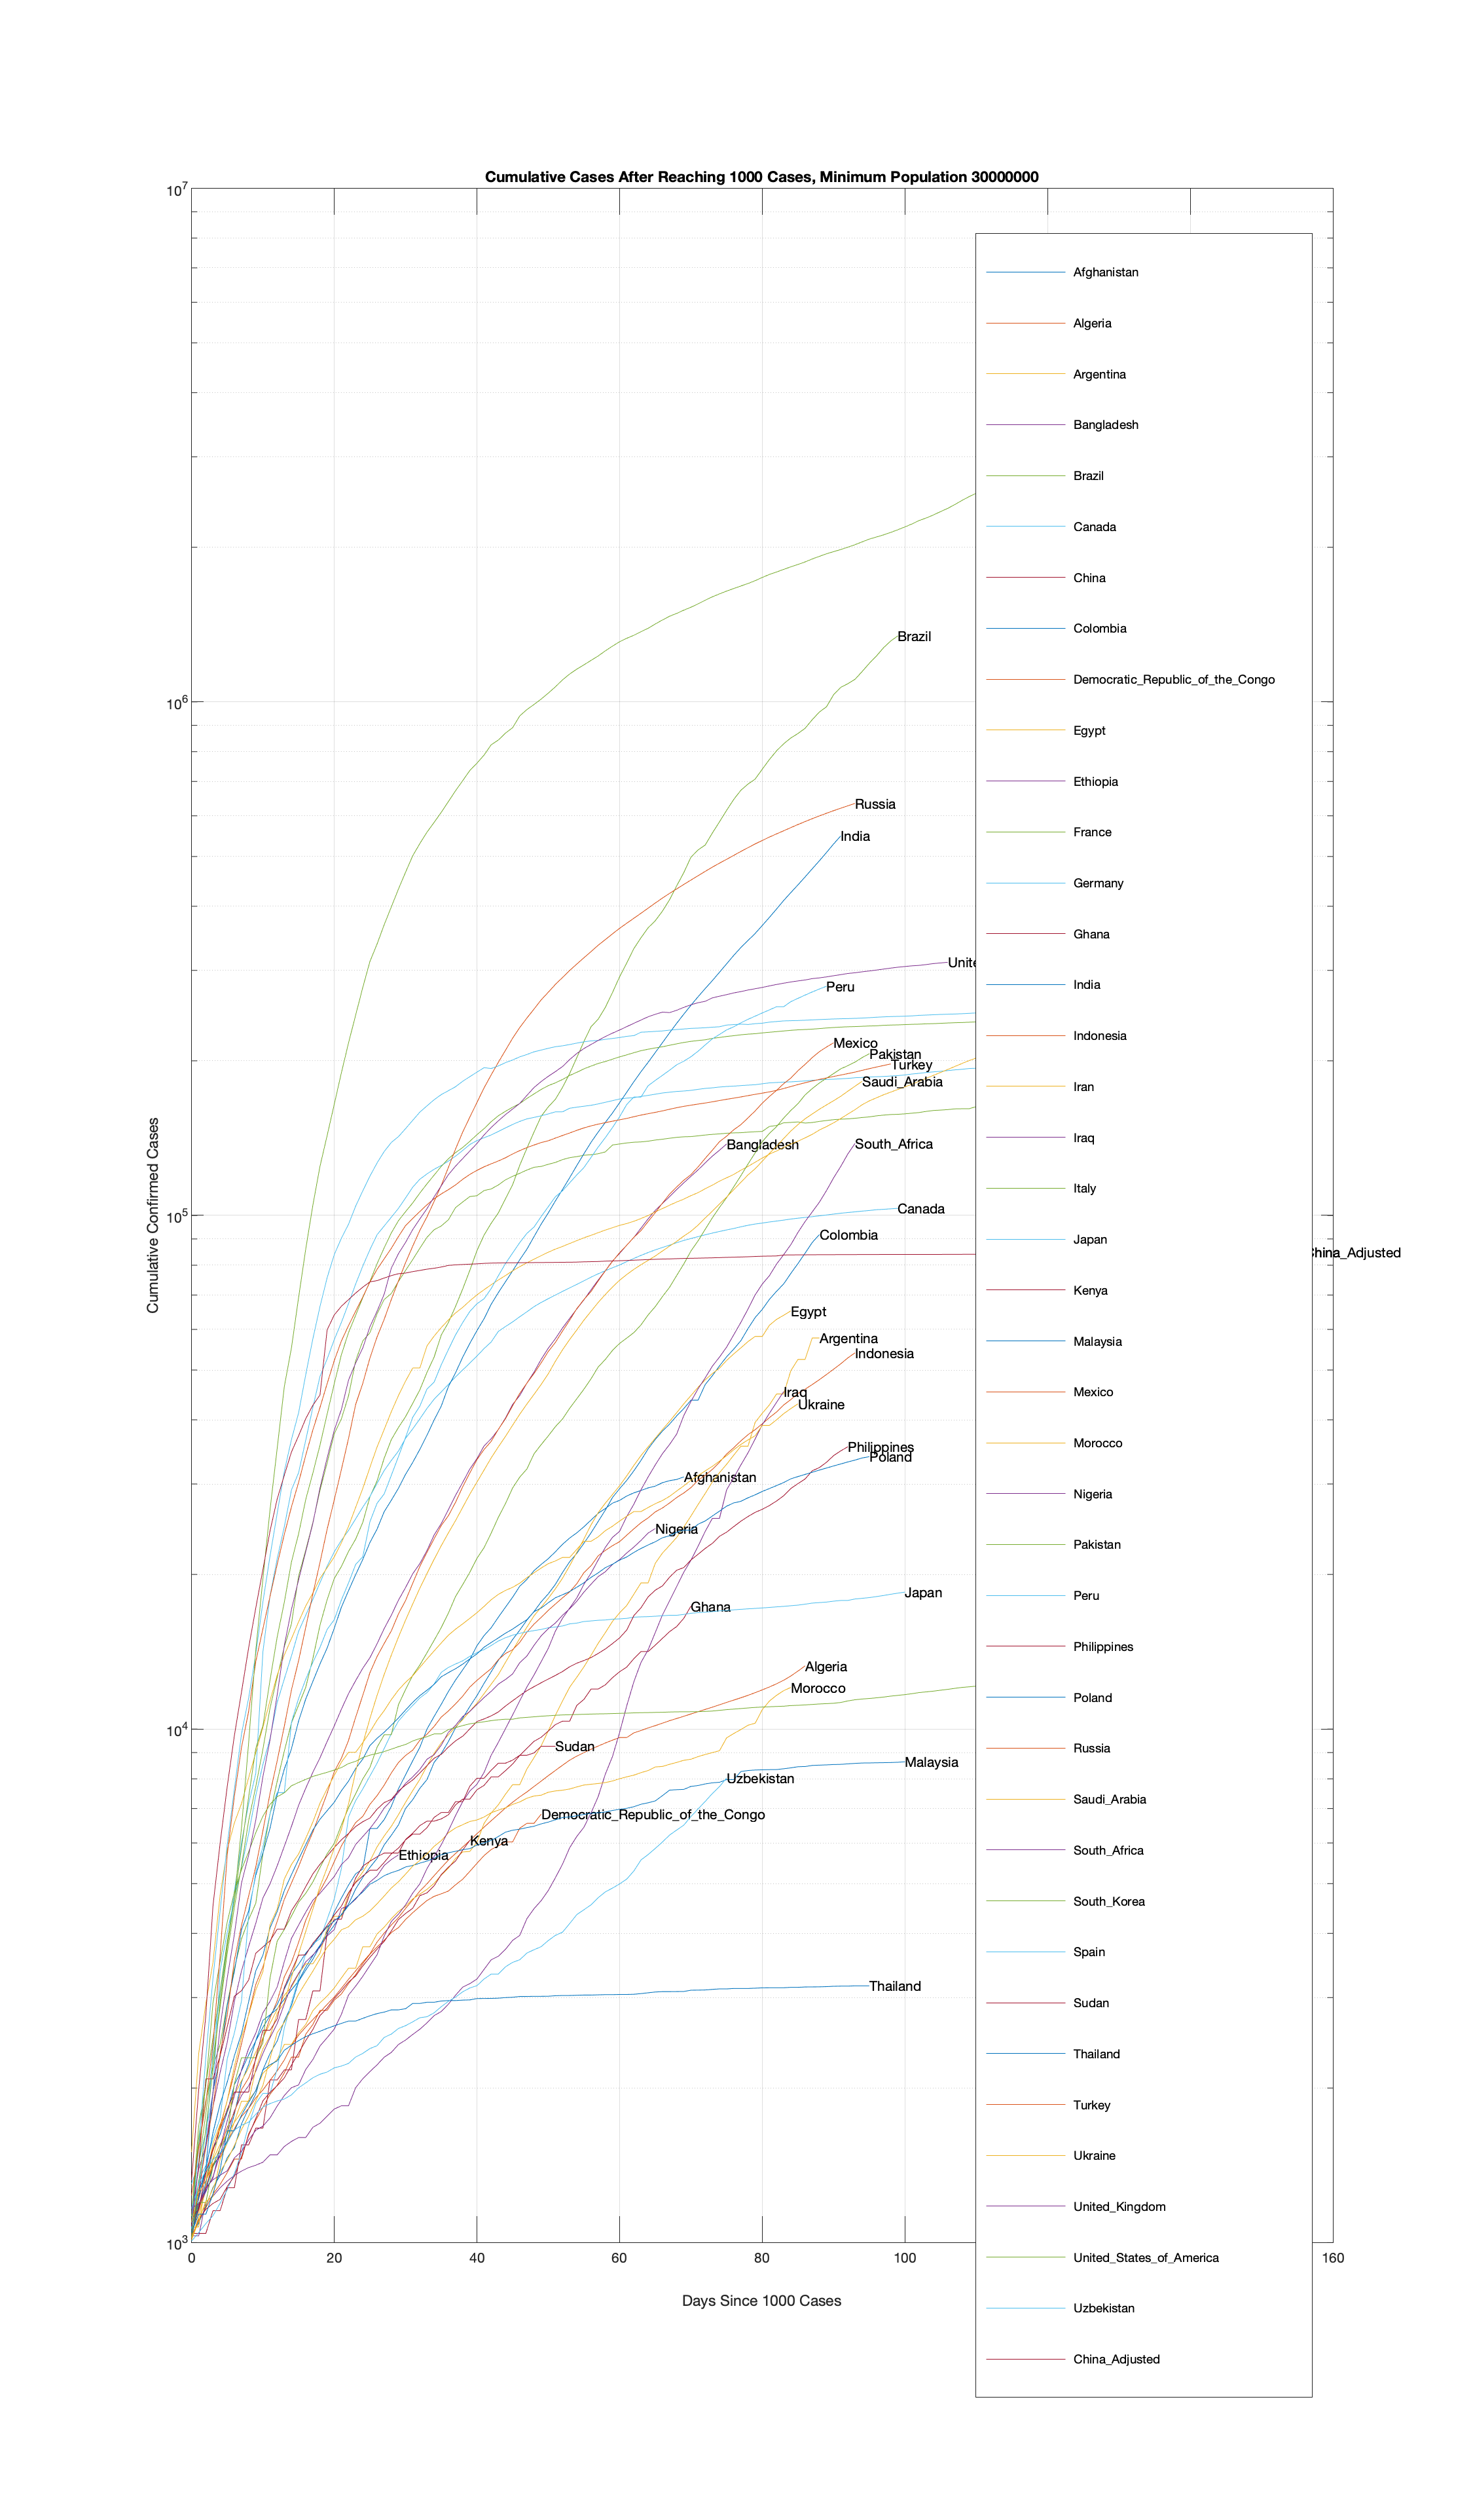 Cumulative Cases After Reaching 1000 Cases, Minimum Population 30000000
10^7
10^6
10^5
10^4
10^3
Cumulative Confirmed Cases
0 20 40 60 80 100 160
Days Since 1000 Cases
Brazil
Russia
India
Peru
Mexico
Pakistan
Turkey
Saudi_Arabia
Bangladesh
South_Africa
Canada
Colombia
China_Adjusted
Egypt
Argentina
Indonesia
Iraq
Ukraine
Philippines
Poland
Afghanistan
Nigeria
Japan
Ghana
Algeria
Morocco
Sudan
Malaysia
Uzbekistan
Democratic_Republic_of_the_Congo
Kenya
Ethiopia
Thailand
Afghanistan
Algeria
Argentina
Bangladesh
Brazil
Canada
China
Colombia
Democratic_Republic_of_the_Congo
Egypt
Ethiopia
France
Germany
Ghana
India
Indonesia
Iran
Iraq
Italy
Japan
Kenya
Malaysia
Mexico
Morocco
Nigeria
Pakistan
Peru
Philippines
Poland
Russia
Saudi_Arabia
South_Africa
South_Korea
Spain
Sudan
Thailand
Turkey
Ukraine
United_Kingdom
United_States_of_America
Uzbekistan
China_Adjusted